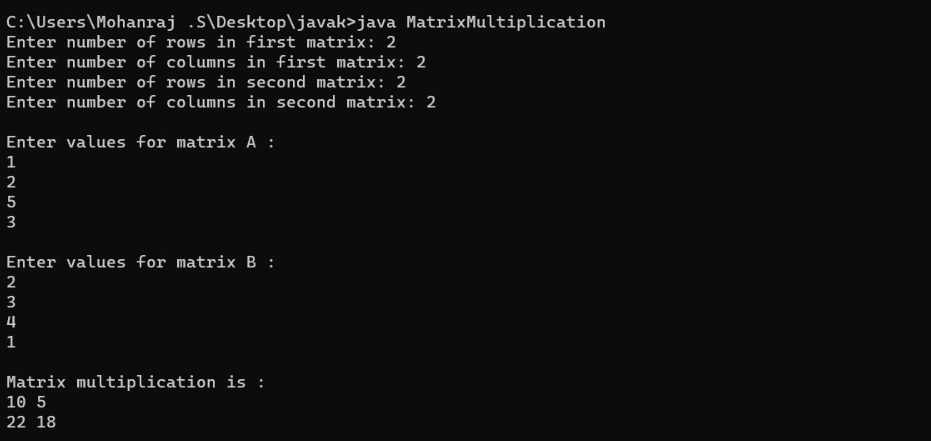 C:\Users\Mohanraj .S\Desktop\javak>java MatrixMultiplication
Enter number of rows in first matrix: 2
Enter number of columns in first matrix: 2
Enter number of rows in second matrix: 2
Enter number of columns in second matrix: 2
Enter values for matrix A :
1
2
5
3
Enter values for matrix B :
2
3
4
1
Matrix multiplication is :
10 5
22 18